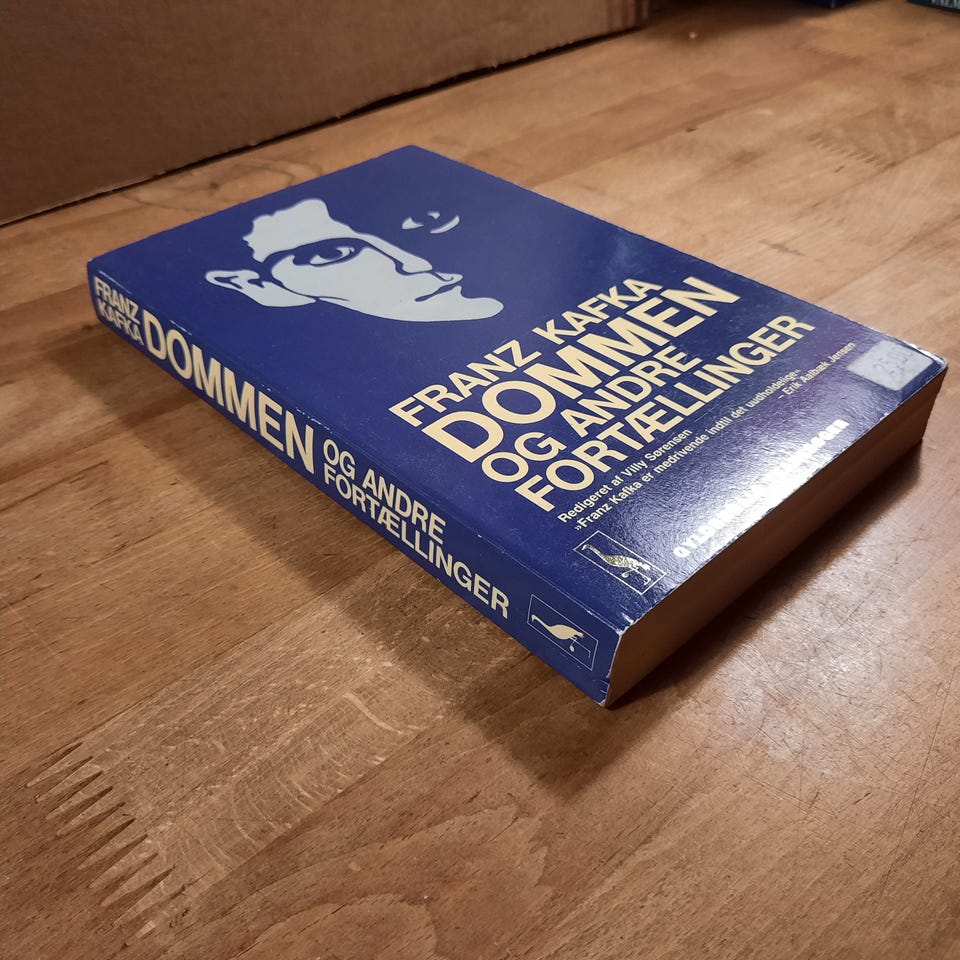 FRANZ KAFKA
DOMMEN
OG ANDRE
FORTÆLLINGER
Redigeret af Villy Sørensen
»Franz Kafka er medrivende indtil det uudholdelige«
– Erik Aalbæk Jensen
FRANZ
KAFKA
DOMMEN
OG ANDRE
FORTÆLLINGER